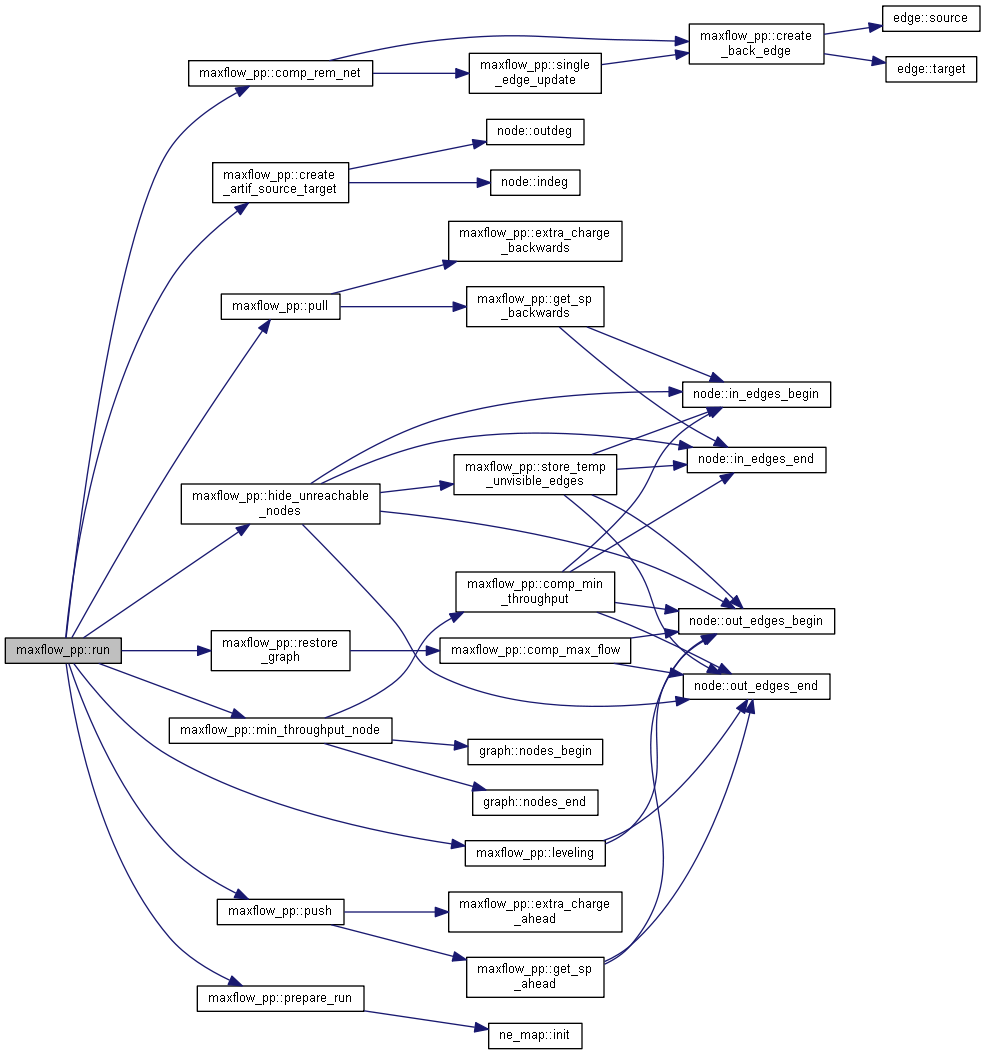 edge::source
maxflow_pp::create
_back_edge
maxflow_pp::comp_rem_net
maxflow_pp::single
_edge_update
edge::target
node::outdeg
maxflow_pp::create
_artif_source_target
node::indeg
maxflow_pp::extra_charge
_backwards
maxflow_pp::pull
maxflow_pp::get_sp
_backwards
node::in_edges_begin
node::in_edges_end
maxflow_pp::store_temp
_unvisible_edges
maxflow_pp::hide_unreachable
_nodes
maxflow_pp::comp_min
_throughput
node::out_edges_begin
maxflow_pp::run
maxflow_pp::restore
_graph
maxflow_pp::comp_max_flow
node::out_edges_end
maxflow_pp::min_throughput_node
graph::nodes_begin
graph::nodes_end
maxflow_pp::leveling
maxflow_pp::push
maxflow_pp::extra_charge
_ahead
maxflow_pp::get_sp
_ahead
maxflow_pp::prepare_run
ne_map::init